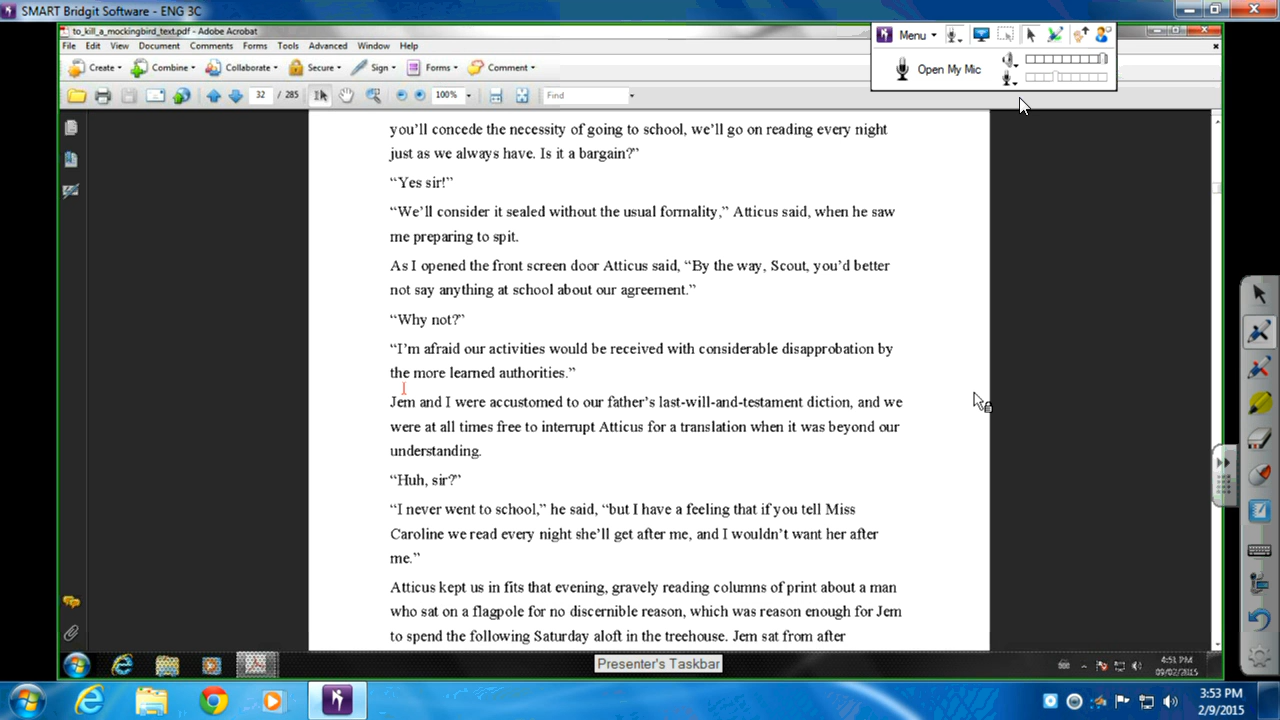 SMART Bridgit Software - ENG 3C
to_kill_a_mockingbird_text.pdf - Adobe Acrobat
File Edit View Document Comments Forms Tools Advanced Window Help
Menu
Create Combine Collaborate Secure Sign Forms Comment
Open My Mic
32 / 285 100% Find
you’ll concede the necessity of going to school, we’ll go on reading every night
just as we always have. Is it a bargain?”
“Yes sir!”
“We’ll consider it sealed without the usual formality,” Atticus said, when he saw
me preparing to spit.
As I opened the front screen door Atticus said, “By the way, Scout, you’d better
not say anything at school about our agreement.”
“Why not?”
“I’m afraid our activities would be received with considerable disapprobation by
the more learned authorities.”
Jem and I were accustomed to our father’s last-will-and-testament diction, and we
were at all times free to interrupt Atticus for a translation when it was beyond our
understanding.
“Huh, sir?”
“I never went to school,” he said, “but I have a feeling that if you tell Miss
Caroline we read every night she’ll get after me, and I wouldn’t want her after
me.”
Atticus kept us in fits that evening, gravely reading columns of print about a man
who sat on a flagpole for no discernible reason, which was reason enough for Jem
to spend the following Saturday aloft in the treehouse. Jem sat from after
Presenter's Taskbar
4:51 PM
09/02/2015
3:53 PM
2/9/2015